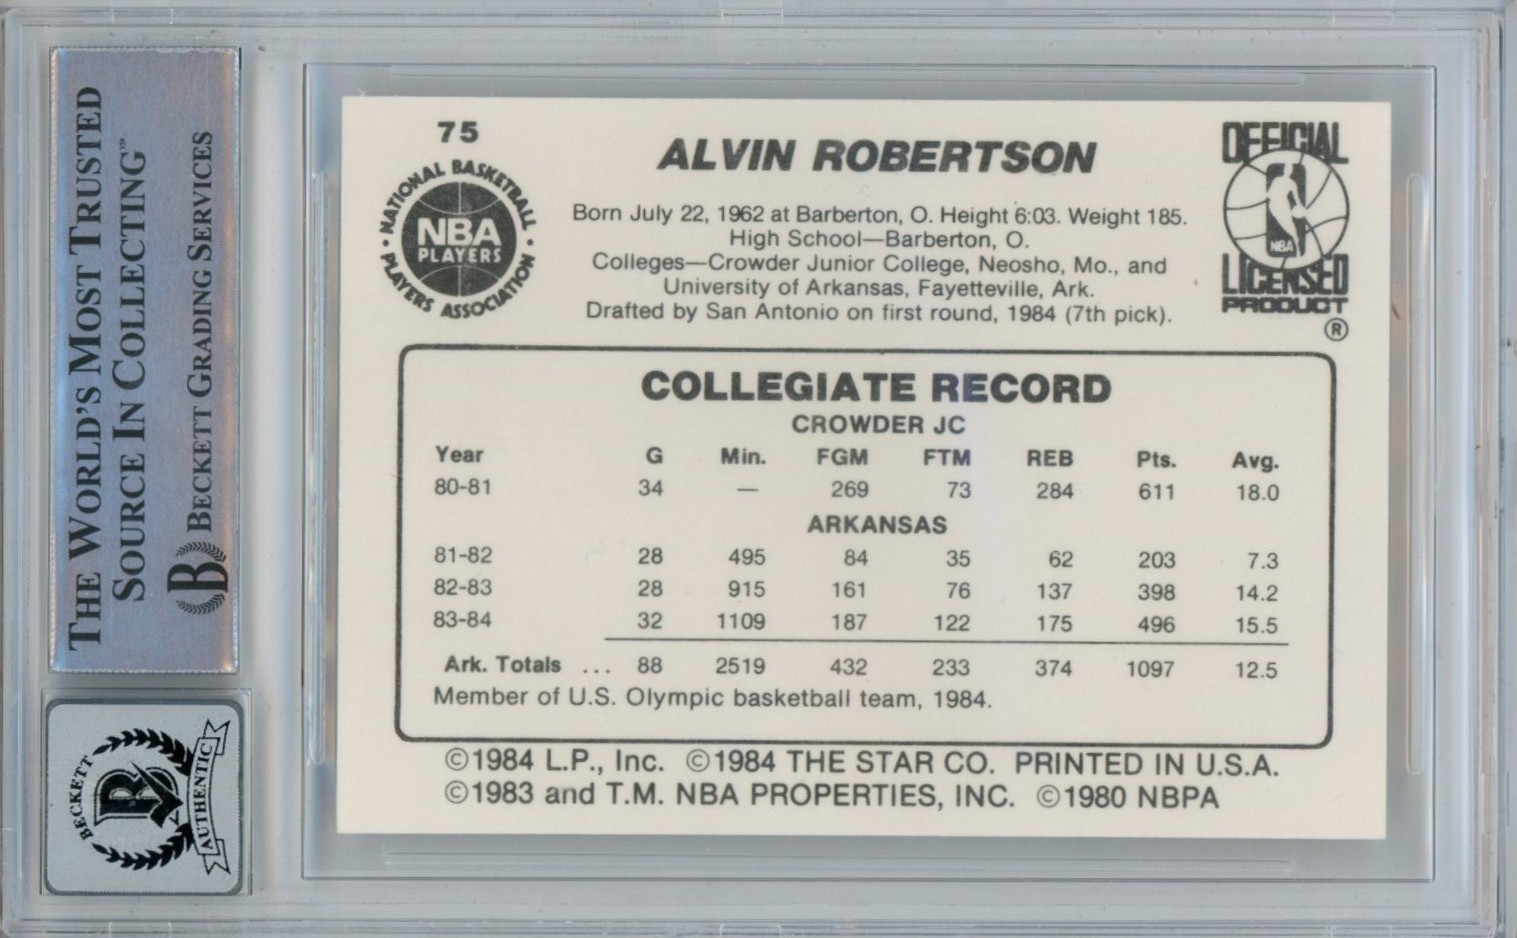 THE WORLD'S MOST TRUSTED
SOURCE IN COLLECTING™
BECKETT GRADING SERVICES
B
BECKETT
AUTHENTIC
75
NATIONAL BASKETBALL
NBA
PLAYERS
PLAYERS ASSOCIATION
ALVIN ROBERTSON
Born July 22, 1962 at Barberton, O. Height 6:03. Weight 185.
High School—Barberton, O.
Colleges—Crowder Junior College, Neosho, Mo., and
University of Arkansas, Fayetteville, Ark.
Drafted by San Antonio on first round, 1984 (7th pick).
OFFICIAL
NBA
LICENSED
PRODUCT
®
COLLEGIATE RECORD
CROWDER JC
Year G Min. FGM FTM REB Pts. Avg.
80-81 34 — 269 73 284 611 18.0
ARKANSAS
81-82 28 495 84 35 62 203 7.3
82-83 28 915 161 76 137 398 14.2
83-84 32 1109 187 122 175 496 15.5
Ark. Totals ... 88 2519 432 233 374 1097 12.5
Member of U.S. Olympic basketball team, 1984.
©1984 L.P., Inc. ©1984 THE STAR CO. PRINTED IN U.S.A.
©1983 and T.M. NBA PROPERTIES, INC. ©1980 NBPA